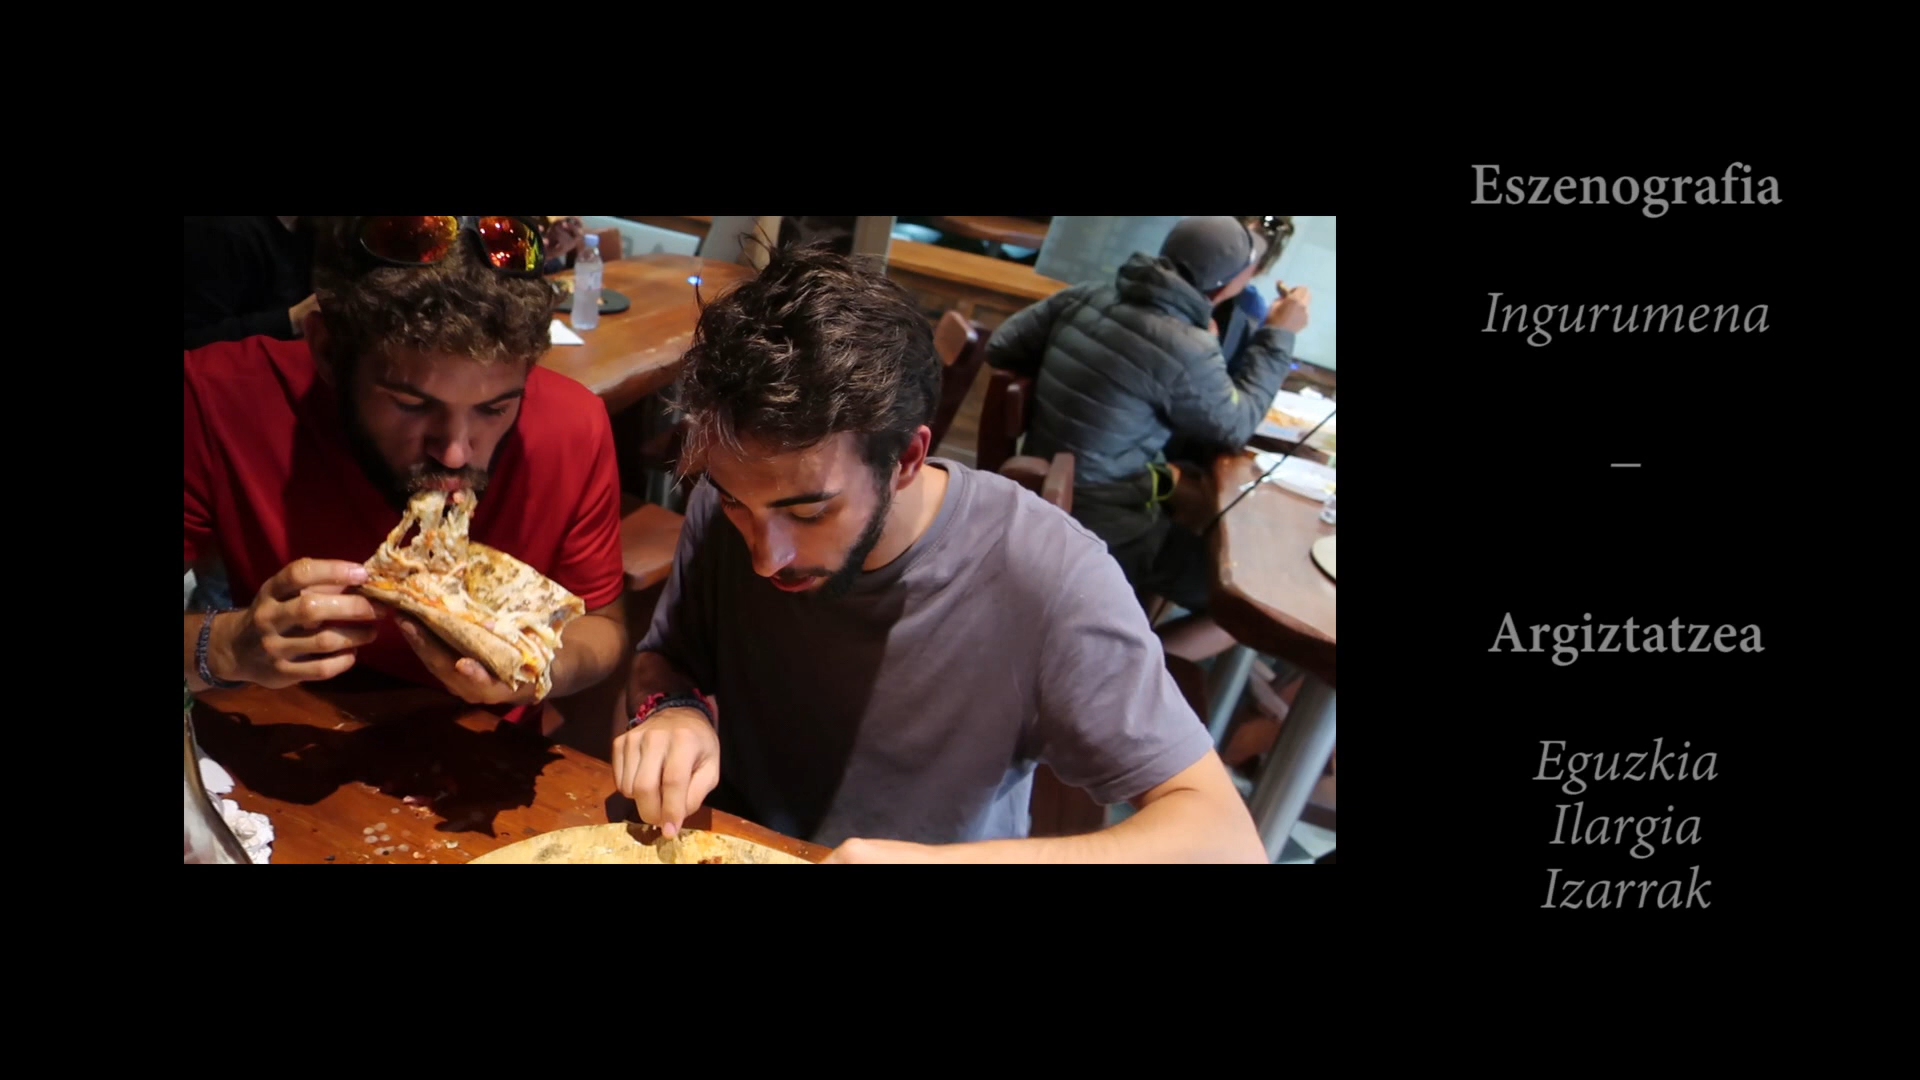 Eszenografia
Ingurumena
–
Argiztatzea
Eguzkia
Ilargia
Izarrak